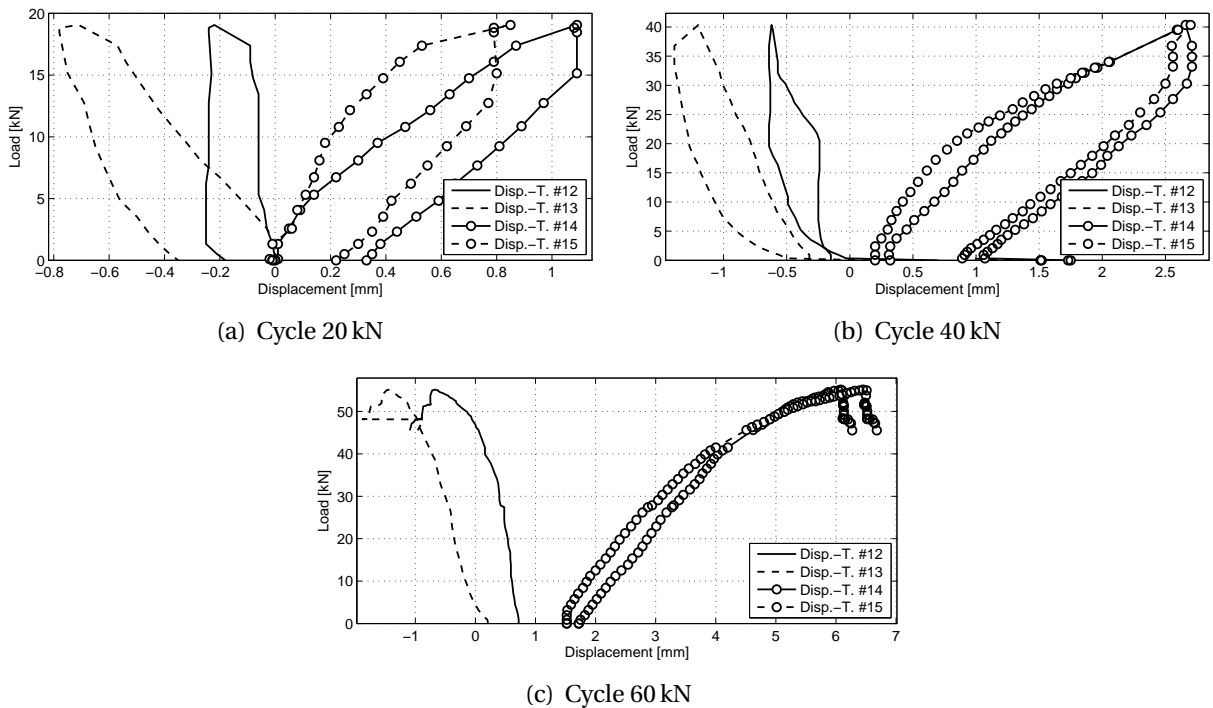 20
15
10
5
0
Load [kN]
−0.8 −0.6 −0.4 −0.2 0 0.2 0.4 0.6 0.8 1
Displacement [mm]
Disp.−T. #12
Disp.−T. #13
Disp.−T. #14
Disp.−T. #15
(a) Cycle 20 kN
40
35
30
25
20
15
10
5
0
Load [kN]
−1 −0.5 0 0.5 1 1.5 2 2.5
Displacement [mm]
Disp.−T. #12
Disp.−T. #13
Disp.−T. #14
Disp.−T. #15
(b) Cycle 40 kN
50
40
30
20
10
0
Load [kN]
−1 0 1 2 3 4 5 6 7
Displacement [mm]
Disp.−T. #12
Disp.−T. #13
Disp.−T. #14
Disp.−T. #15
(c) Cycle 60 kN